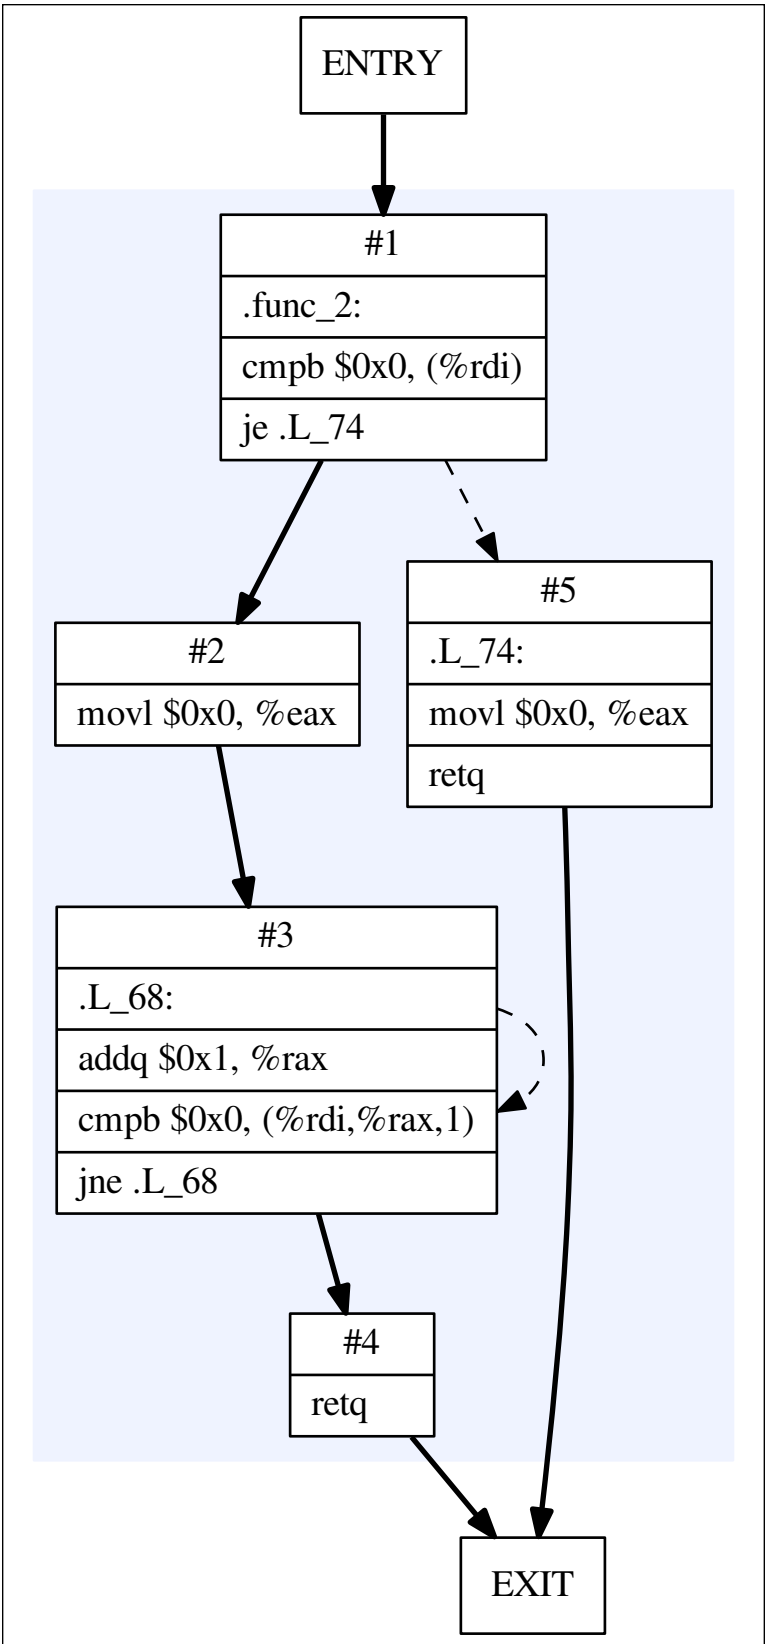 ENTRY
#1
.func_2:
cmpb $0x0, (%rdi)
je .L_74
#2
movl $0x0, %eax
#5
.L_74:
movl $0x0, %eax
retq
#3
.L_68:
addq $0x1, %rax
cmpb $0x0, (%rdi,%rax,1)
jne .L_68
#4
retq
EXIT